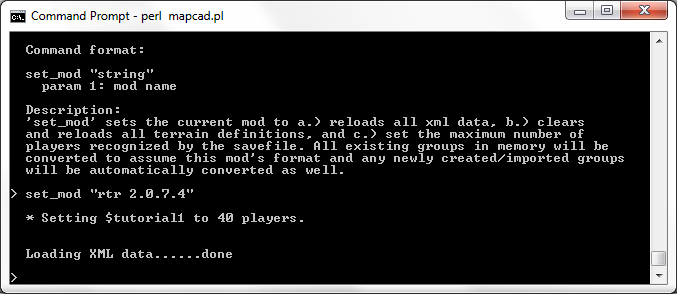 Command Prompt - perl mapcad.pl
Command format:
set_mod "string"
param 1: mod name
Description:
'set_mod' sets the current mod to a.) reloads all xml data, b.) clears
and reloads all terrain definitions, and c.) set the maximum number of
players recognized by the savefile. All existing groups in memory will be
converted to assume this mod's format and any newly created/imported groups
will be automatically converted as well.
> set_mod "rtr 2.0.7.4"
* Setting $tutorial1 to 40 players.
Loading XML data......done
>